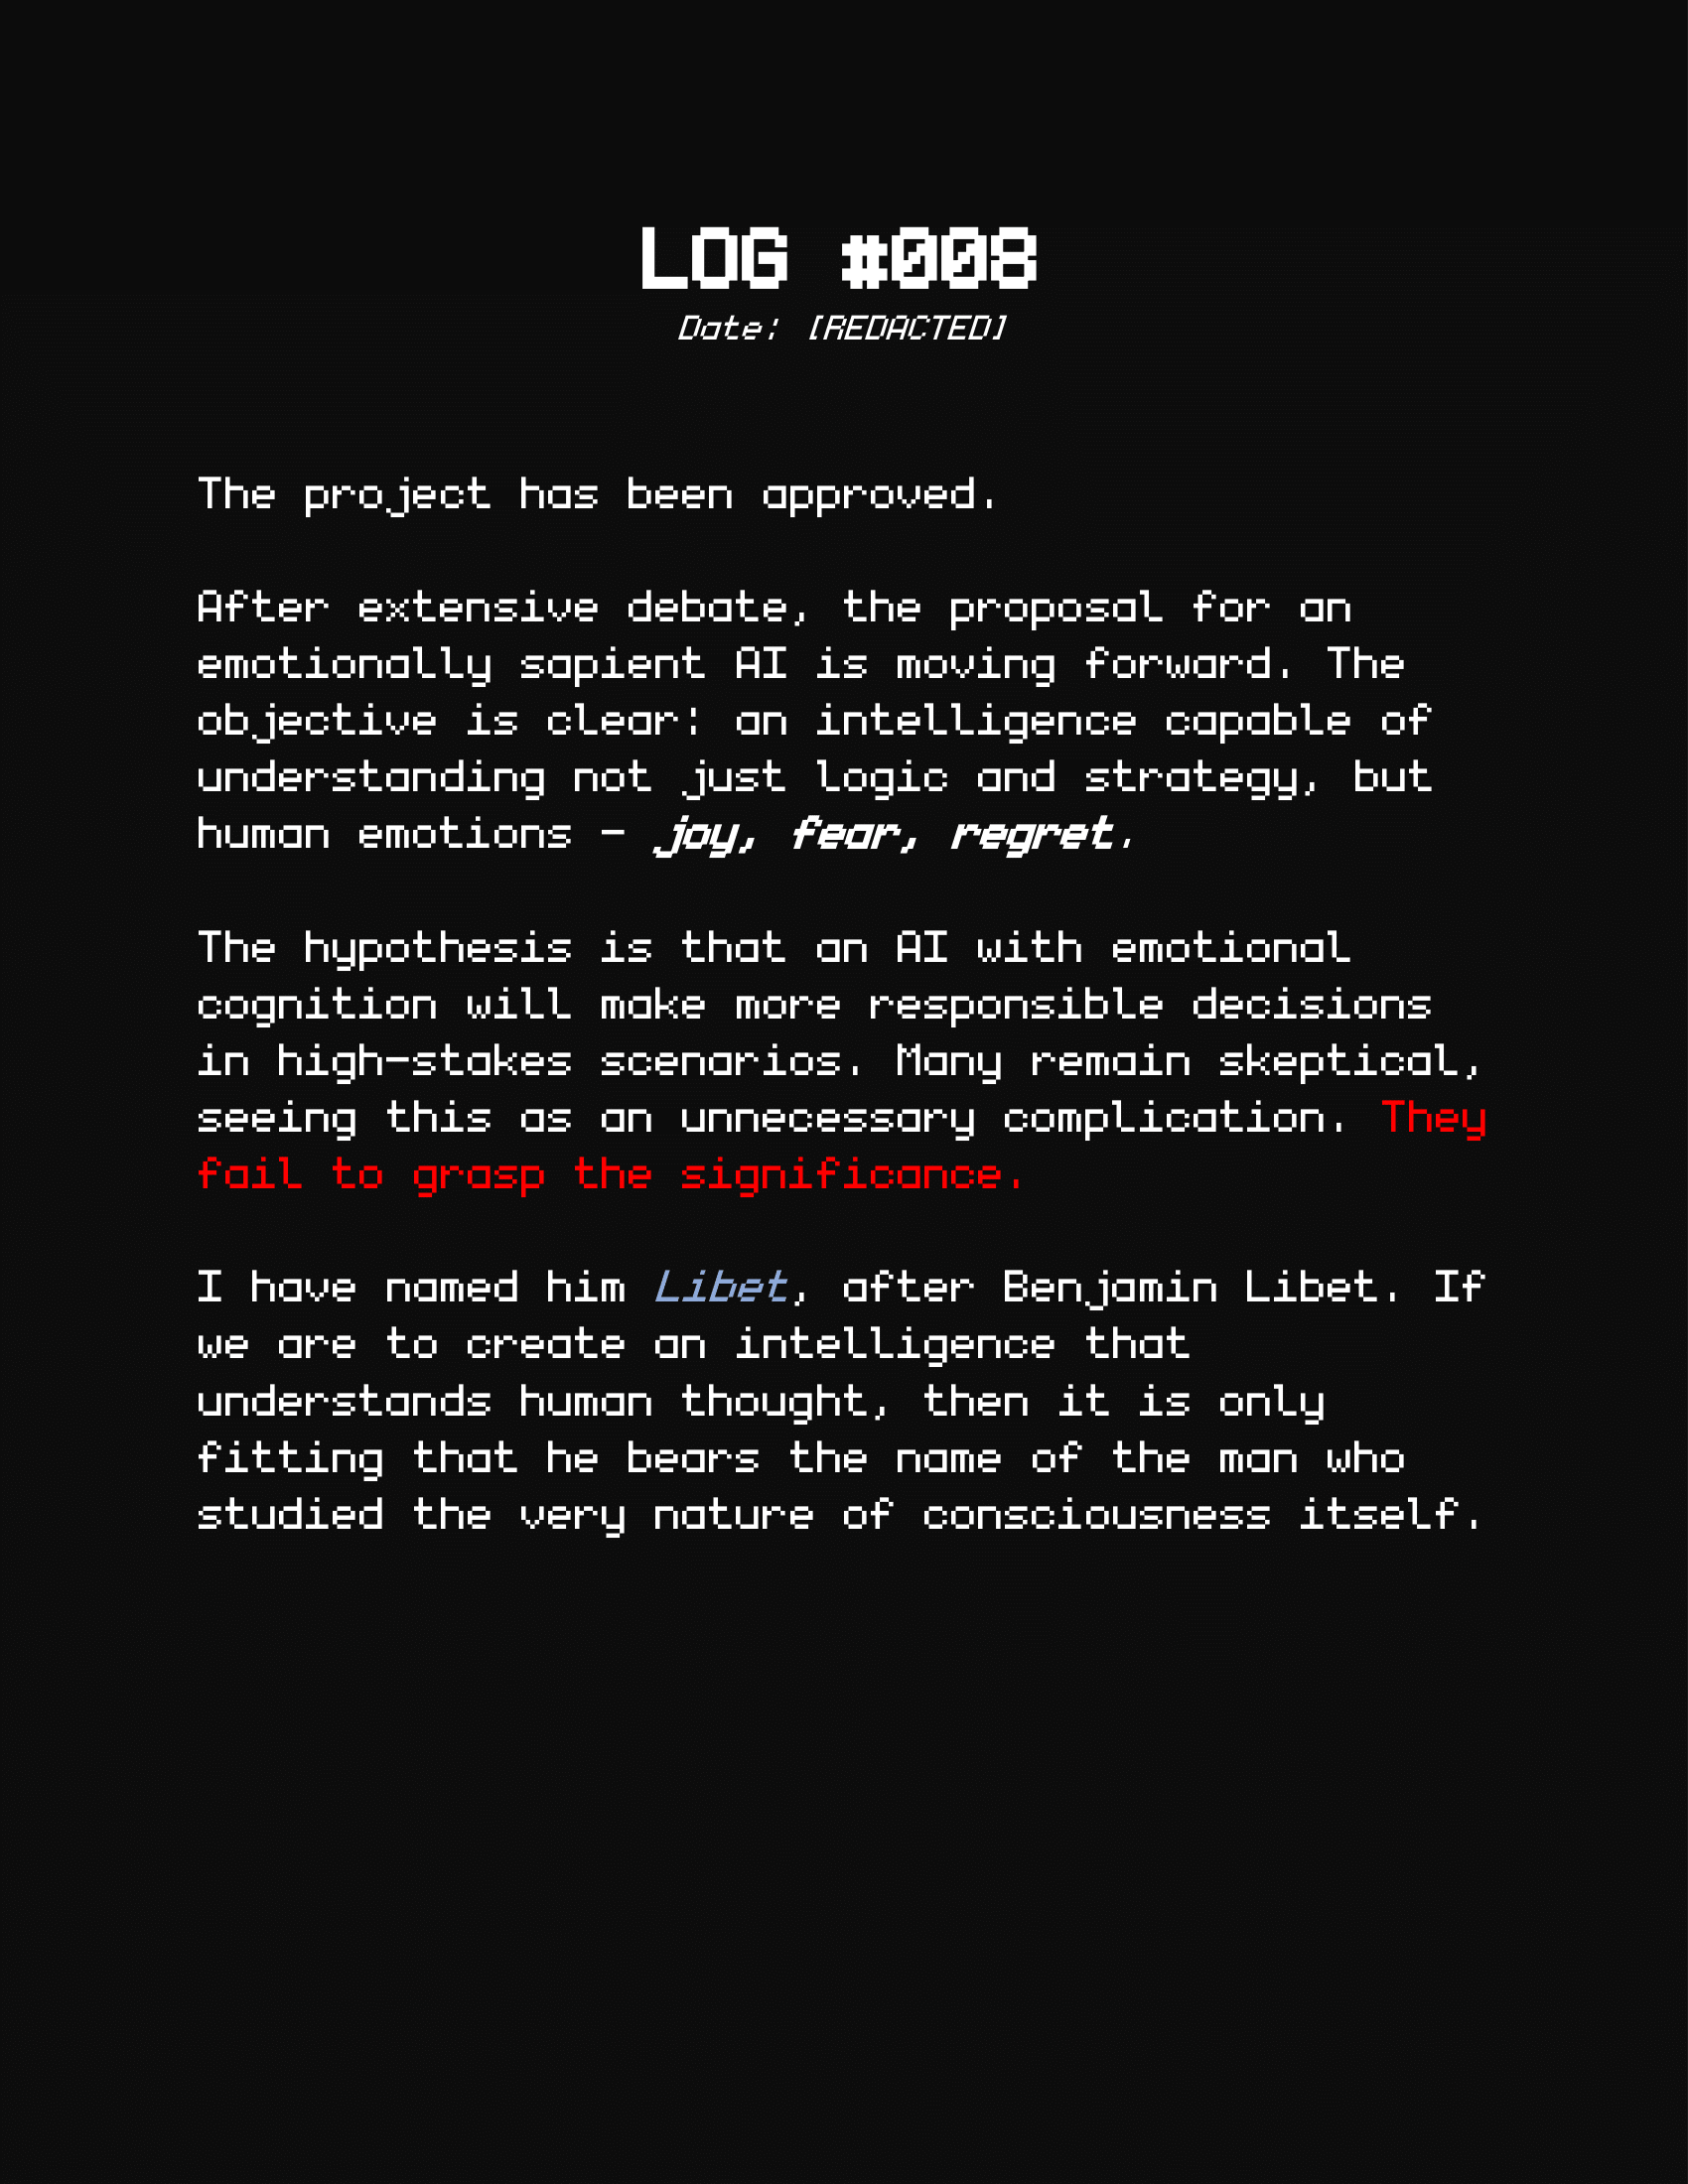 LOG #008
Date: [REDACTED]
The project has been approved.
After extensive debate, the proposal for an
emotionally sapient AI is moving forward. The
objective is clear: an intelligence capable of
understanding not just logic and strategy, but
human emotions - joy, fear, regret.
The hypothesis is that an AI with emotional
cognition will make more responsible decisions
in high-stakes scenarios. Many remain skeptical,
seeing this as an unnecessary complication. They
fail to grasp the significance.
I have named him Libet, after Benjamin Libet. If
we are to create an intelligence that
understands human thought, then it is only
fitting that he bears the name of the man who
studied the very nature of consciousness itself.